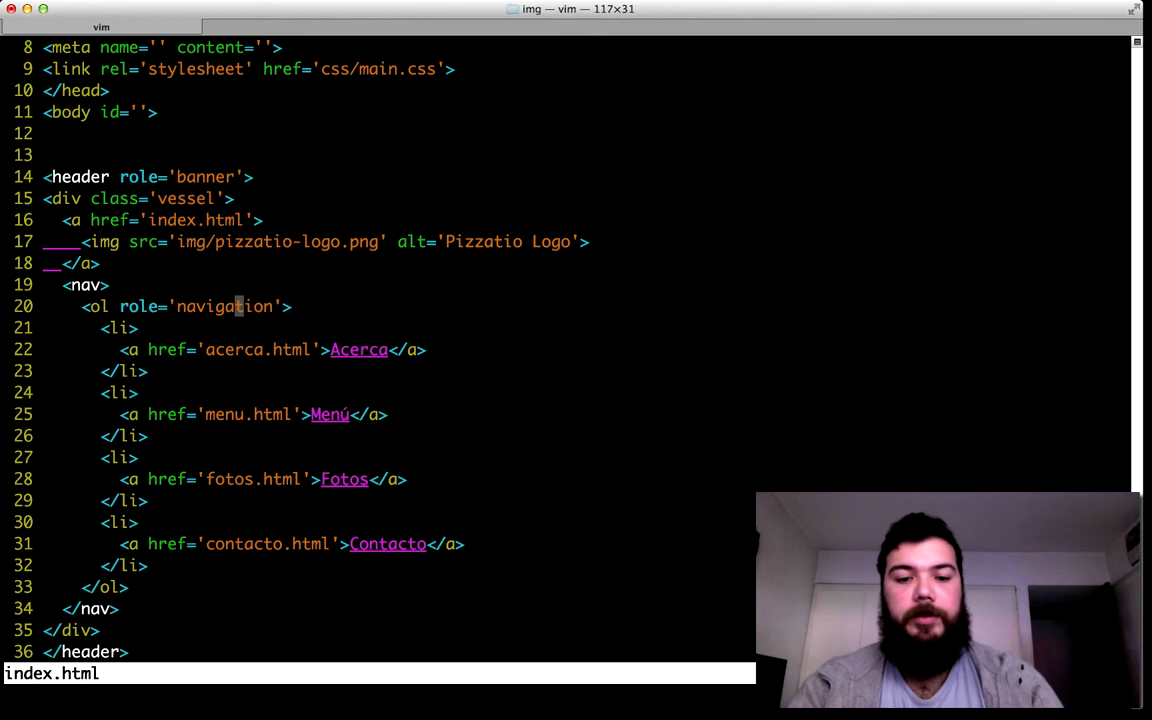 img — vim — 117×31
vim
8 <meta name='' content=''>
9 <link rel='stylesheet' href='css/main.css'>
10 </head>
11 <body id=''>
12
13
14 <header role='banner'>
15 <div class='vessel'>
16   <a href='index.html'>
17 ____<img src='img/pizzatio-logo.png' alt='Pizzatio Logo'>
18 __</a>
19   <nav>
20     <ol role='navigation'>
21       <li>
22         <a href='acerca.html'>Acerca</a>
23       </li>
24       <li>
25         <a href='menu.html'>Menú</a>
26       </li>
27       <li>
28         <a href='fotos.html'>Fotos</a>
29       </li>
30       <li>
31         <a href='contacto.html'>Contacto</a>
32       </li>
33     </ol>
34   </nav>
35 </div>
36 </header>
index.html